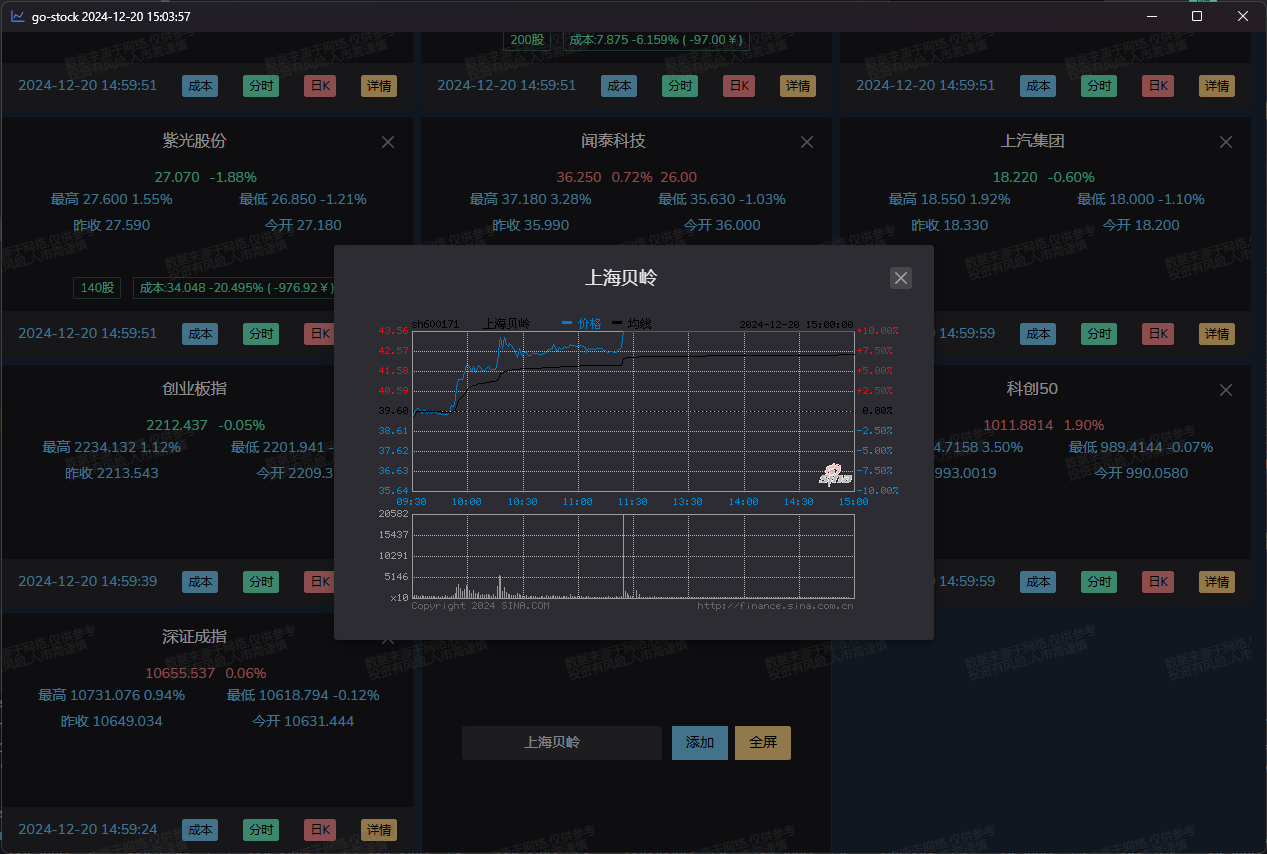 go-stock 2024-12-20 15:03:57
200股 成本:7.875 -6.159% ( -97.00 ¥ )
2024-12-20 14:59:51 成本 分时 日K 详情
2024-12-20 14:59:51 成本 分时 日K 详情
2024-12-20 14:59:51 成本 分时 日K 详情
紫光股份
27.070 -1.88%
最高 27.600 1.55% 最低 26.850 -1.21%
昨收 27.590 今开 27.180
140股 成本:34.048 -20.495% ( -976.92 ¥ )
2024-12-20 14:59:51 成本 分时 日K
闻泰科技
36.250 0.72% 26.00
最高 37.180 3.28% 最低 35.630 -1.03%
昨收 35.990 今开 36.000
上汽集团
18.220 -0.60%
最高 18.550 1.92% 最低 18.000 -1.10%
昨收 18.330 今开 18.200
14:59:59 成本 分时 日K 详情
上海贝岭
sh600171 上海贝岭 价格 均线 2024-12-20 15:00:00
43.56 +10.00%
42.57 +7.50%
41.58 +5.00%
40.59 +2.50%
39.60 0.00%
38.61 -2.50%
37.62 -5.00%
36.63 -7.50%
35.64 -10.00%
09:30 10:00 10:30 11:00 11:30 13:30 14:00 14:30 15:00
20582
15437
10291
5146
×10
Copyright 2024 SINA.COM http://finance.sina.com.cn
创业板指
2212.437 -0.05%
最高 2234.132 1.12% 最低 2201.941
昨收 2213.543 今开 2209.3
2024-12-20 14:59:39 成本 分时 日K
科创50
1011.8814 1.90%
4.7158 3.50% 最低 989.4144 -0.07%
993.0019 今开 990.0580
14:59:59 成本 分时 日K 详情
深证成指
10655.537 0.06%
最高 10731.076 0.94% 最低 10618.794 -0.12%
昨收 10649.034 今开 10631.444
2024-12-20 14:59:24 成本 分时 日K 详情
上海贝岭 添加 全屏
数据来源于网络,仅供参考
投资有风险,入市需谨慎